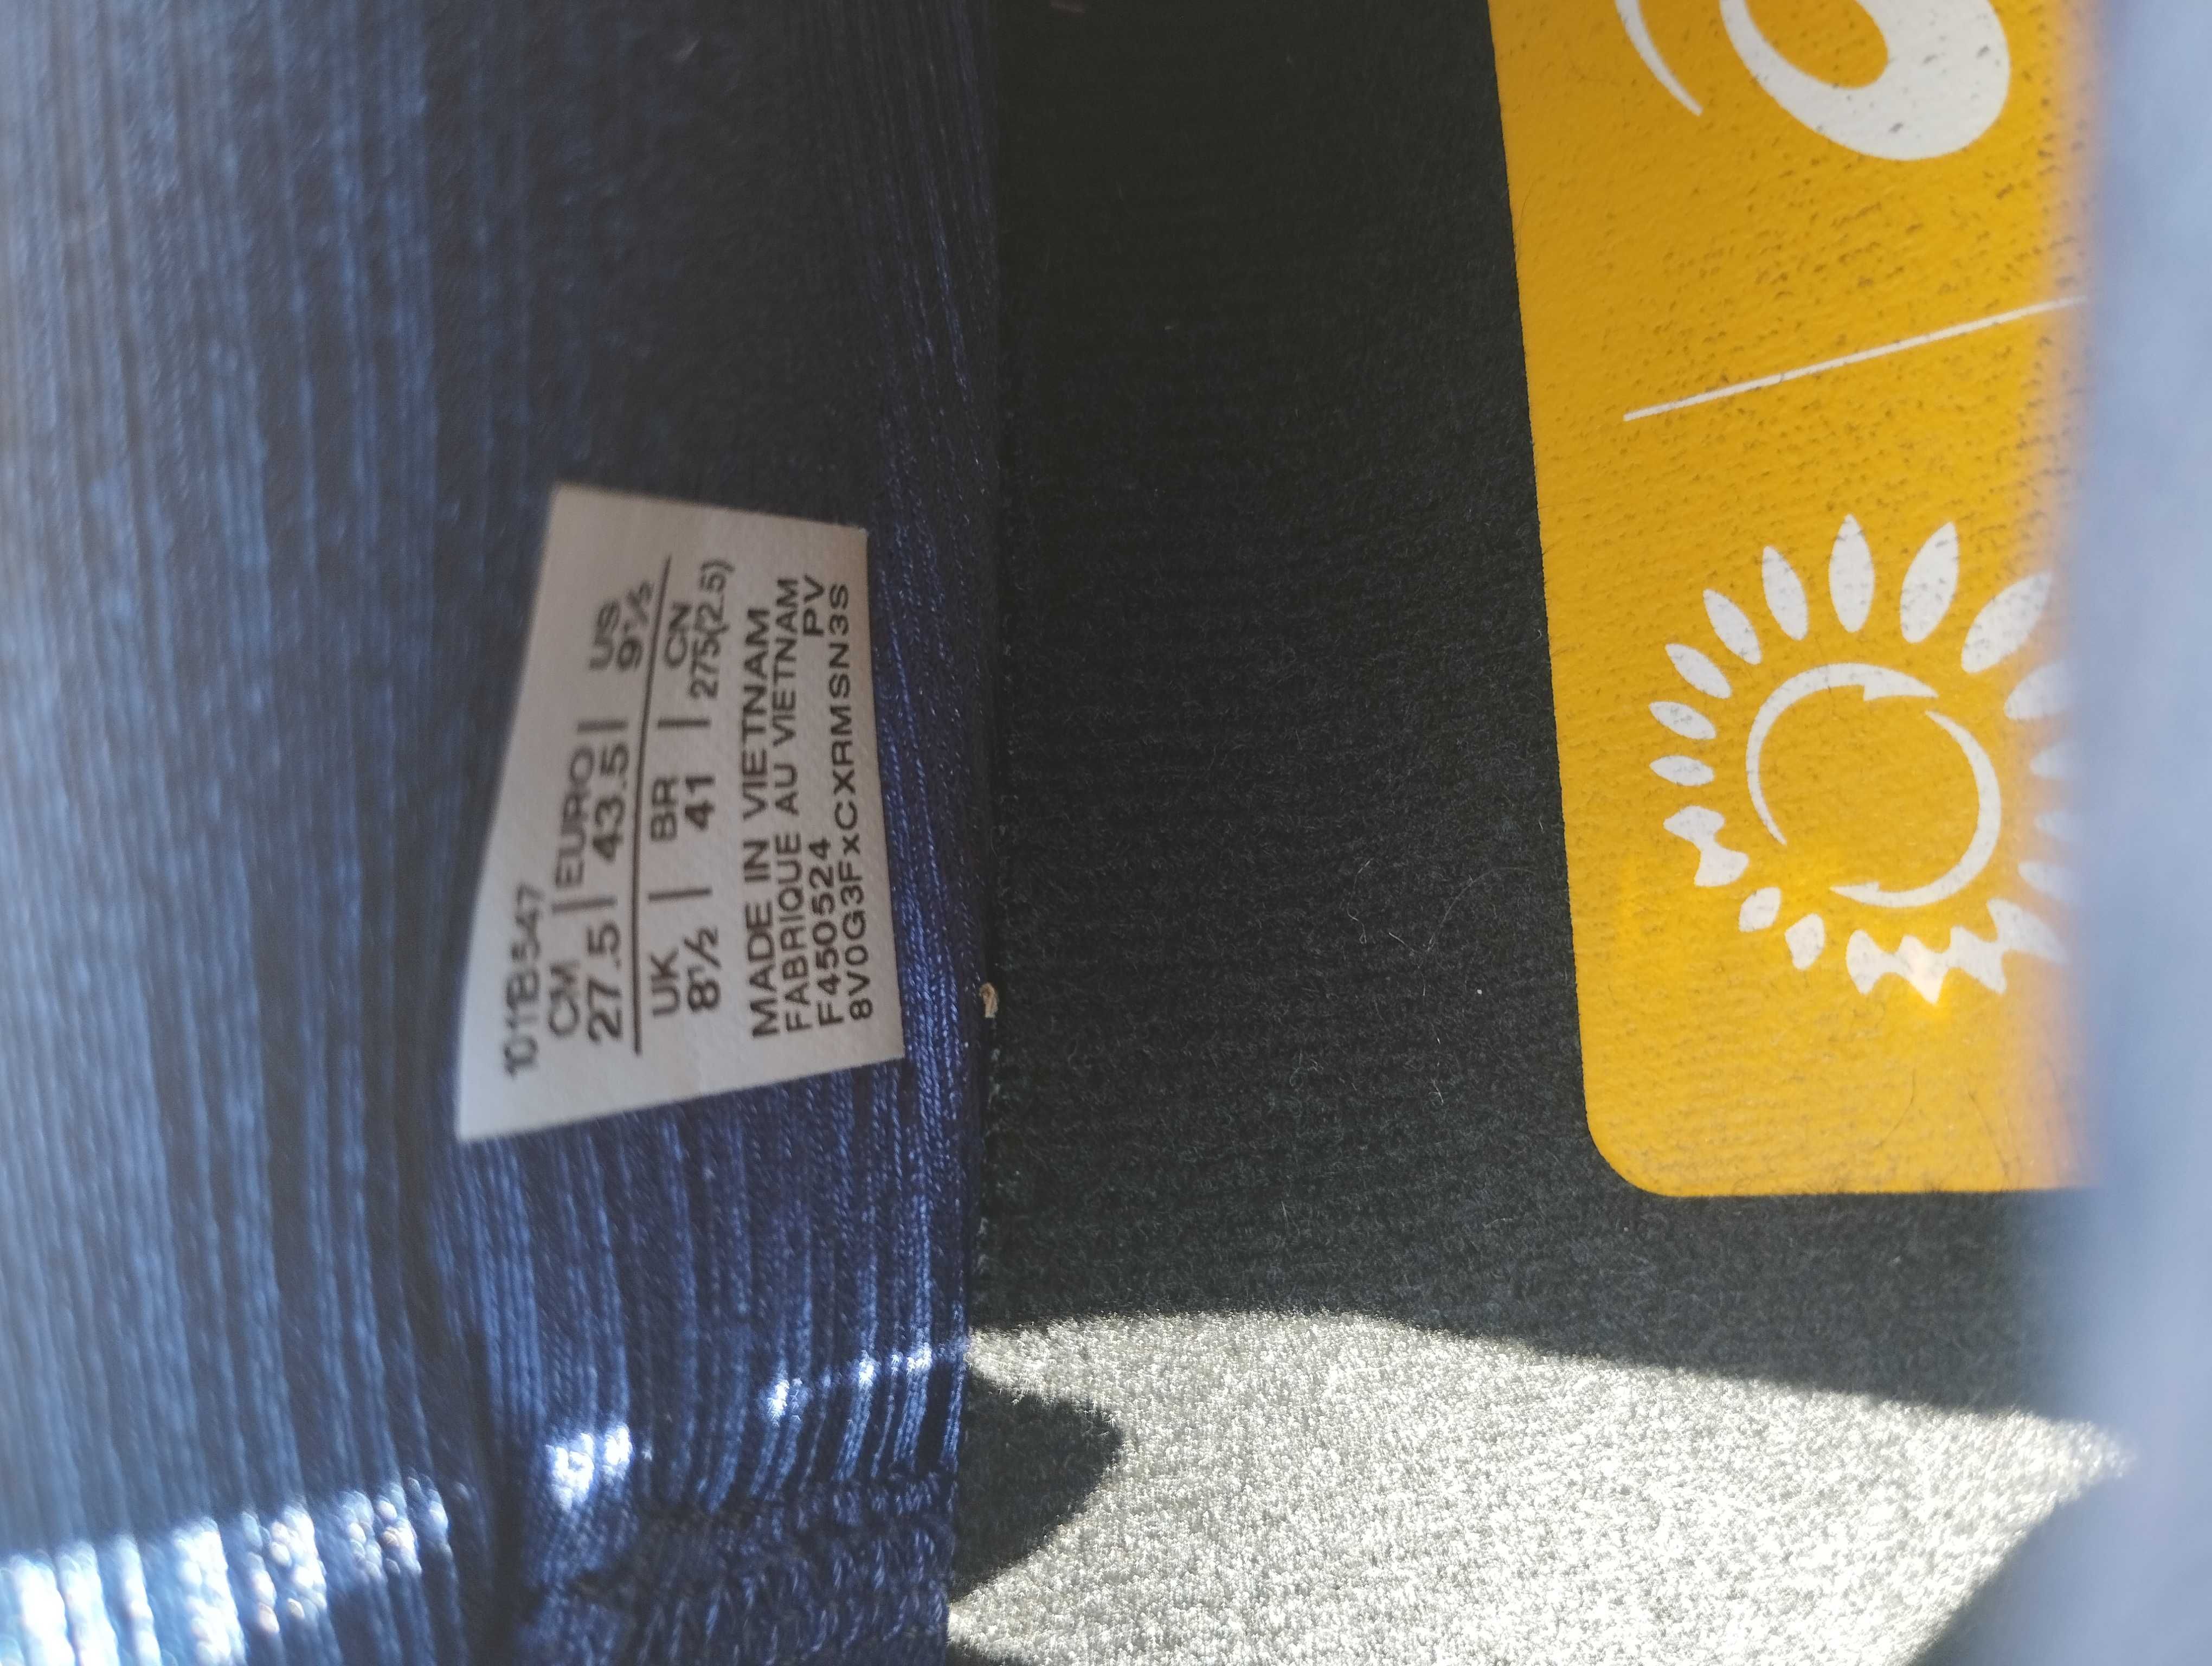 1011B547
CM | EURO | US
27.5 | 43.5 | 9½
UK | BR | CN
8½ | 41 | 275(2.5)
MADE IN VIETNAM
FABRIQUE AU VIETNAM
F450524 PV
8V0G3FxCXRMSN3S